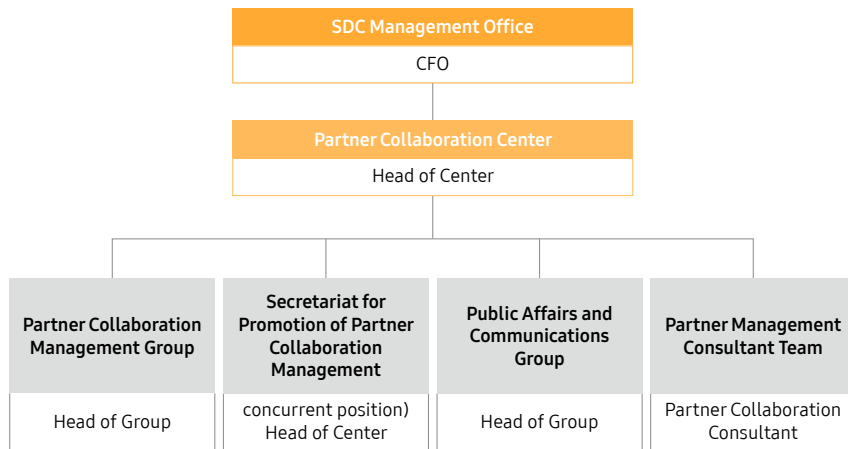 SDC Management Office
CFO
Partner Collaboration Center
Head of Center
Partner Collaboration
Management Group
Head of Group
Secretariat for
Promotion of Partner
Collaboration
Management
concurrent position)
Head of Center
Public Affairs and
Communications
Group
Head of Group
Partner Management
Consultant Team
Partner Collaboration
Consultant